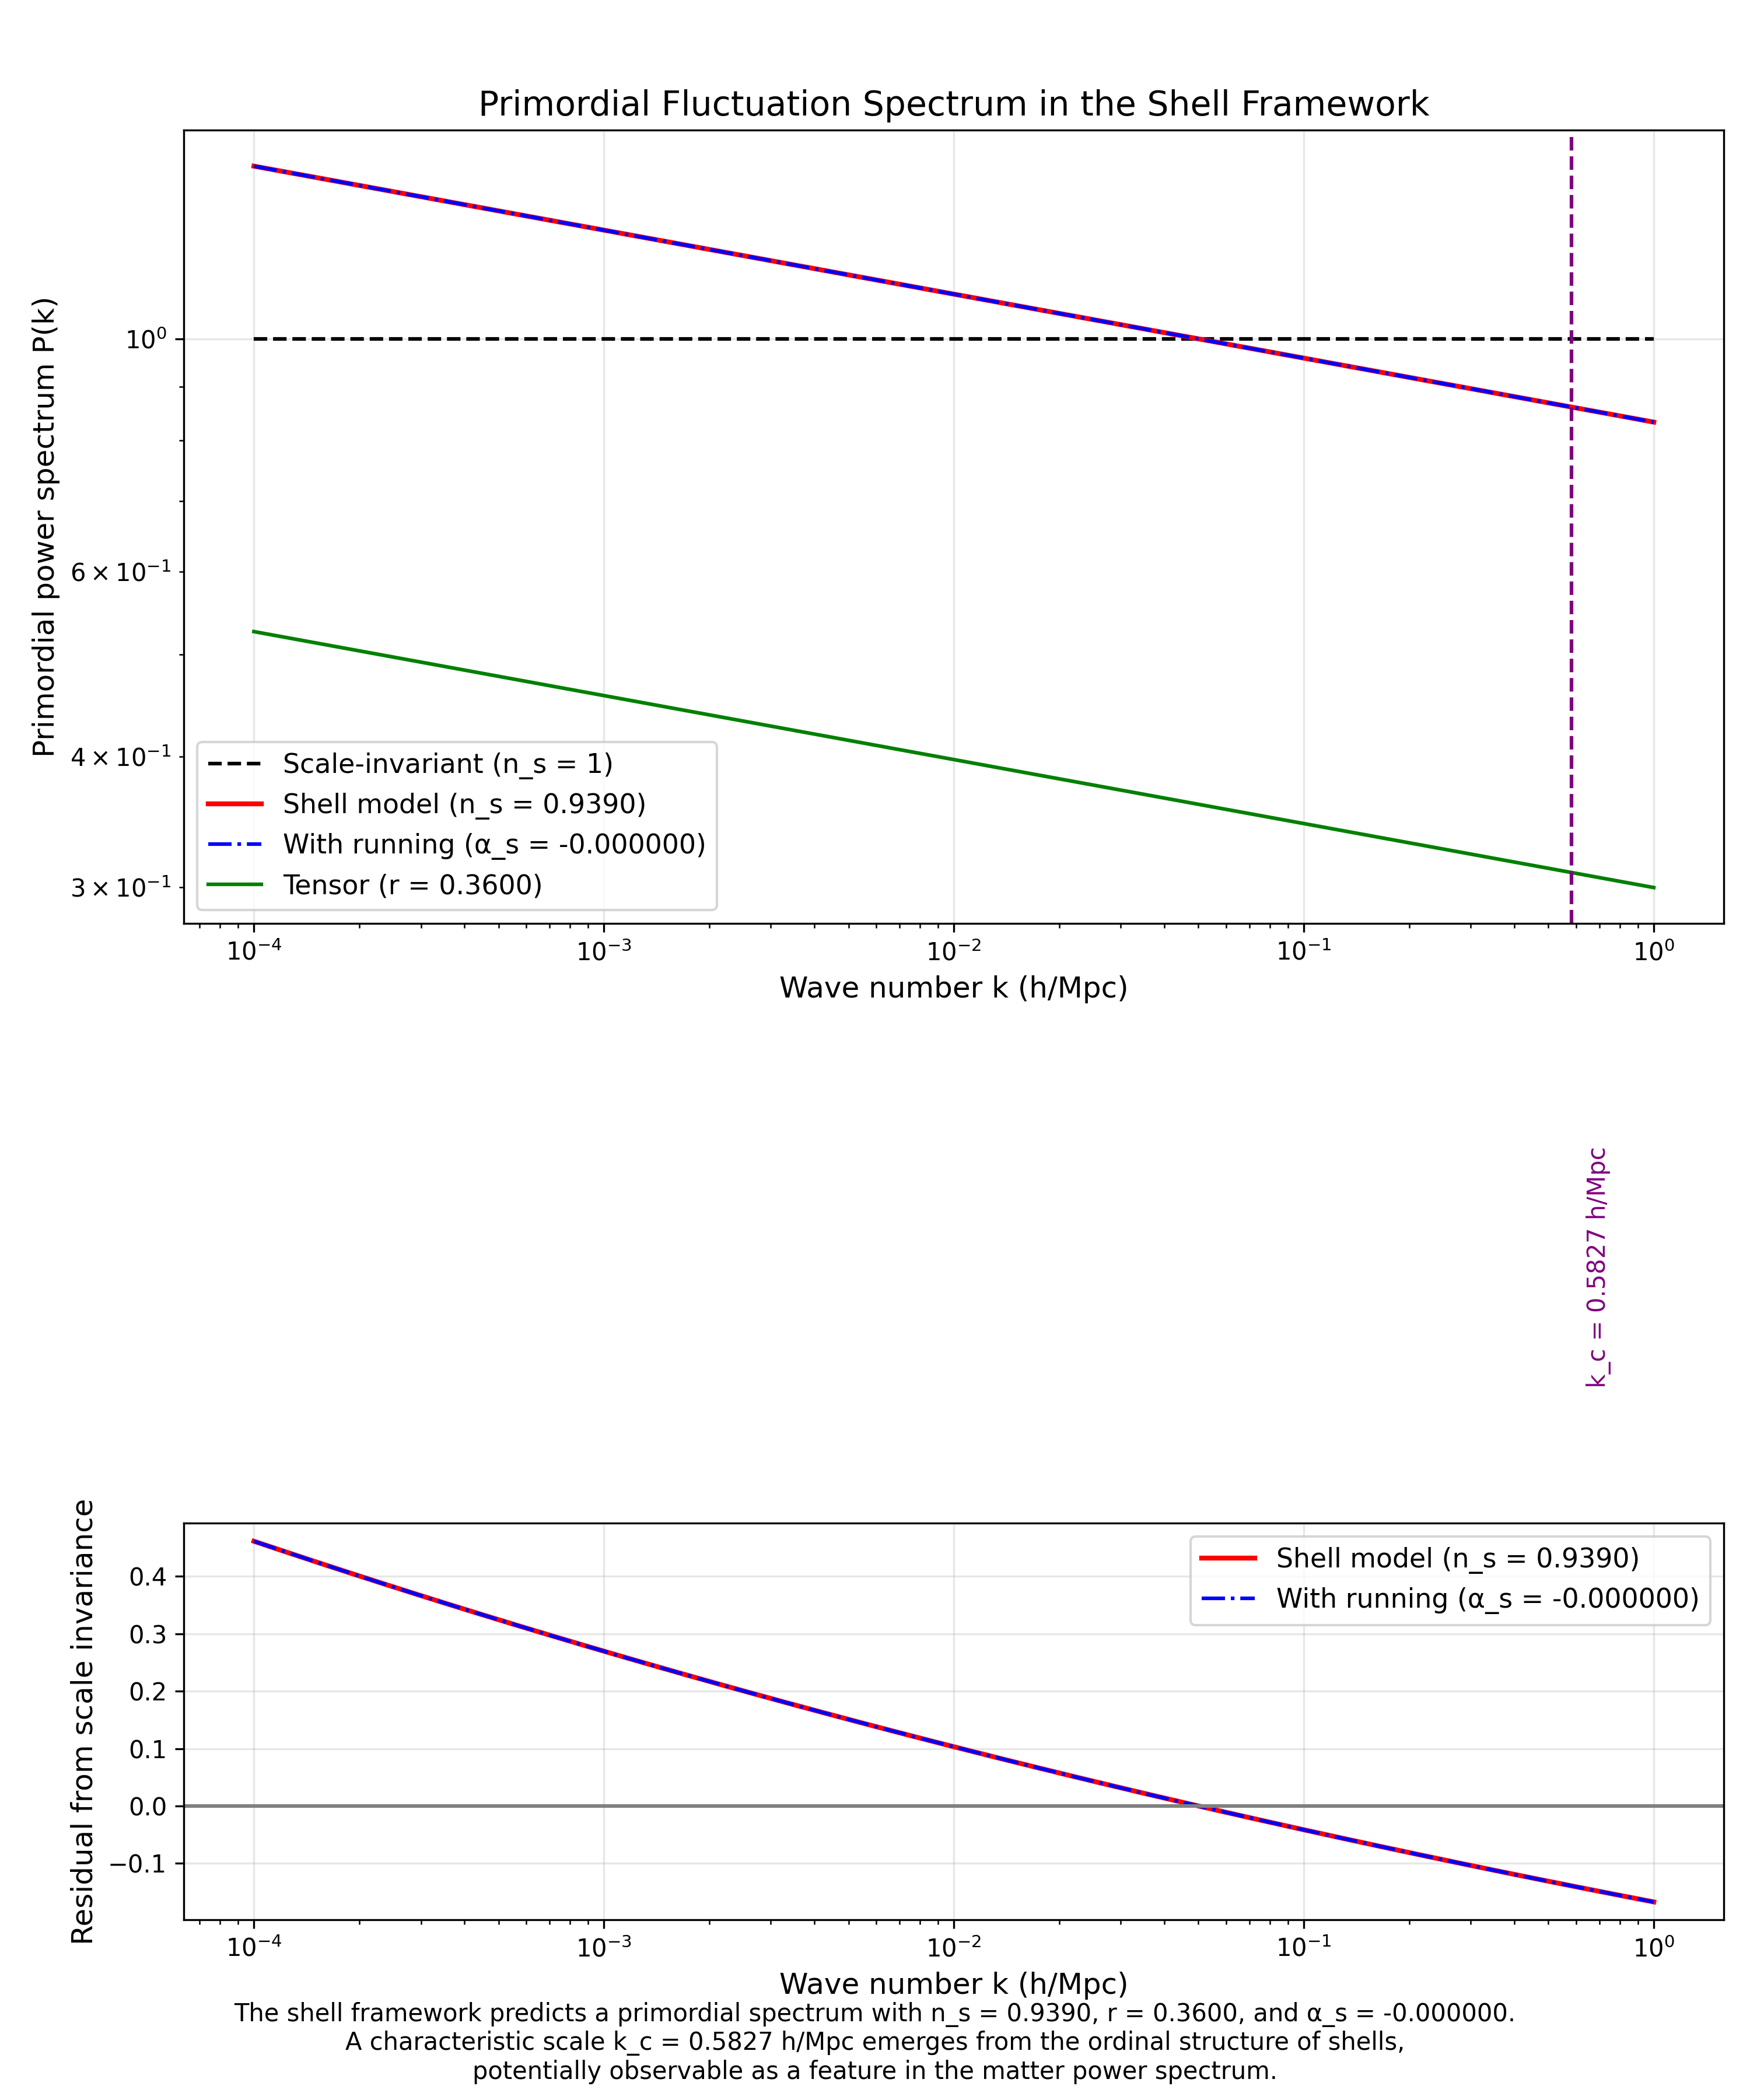 Primordial Fluctuation Spectrum in the Shell Framework
Primordial power spectrum P(k)
10⁰
6 × 10⁻¹
4 × 10⁻¹
3 × 10⁻¹
Scale-invariant (n_s = 1)
Shell model (n_s = 0.9390)
With running (α_s = -0.000000)
Tensor (r = 0.3600)
10⁻⁴ 10⁻³ 10⁻² 10⁻¹ 10⁰
Wave number k (h/Mpc)
k_c = 0.5827 h/Mpc
Residual from scale invariance
0.4
0.3
0.2
0.1
0.0
−0.1
Shell model (n_s = 0.9390)
With running (α_s = -0.000000)
10⁻⁴ 10⁻³ 10⁻² 10⁻¹ 10⁰
Wave number k (h/Mpc)
The shell framework predicts a primordial spectrum with n_s = 0.9390, r = 0.3600, and α_s = -0.000000.
A characteristic scale k_c = 0.5827 h/Mpc emerges from the ordinal structure of shells,
potentially observable as a feature in the matter power spectrum.